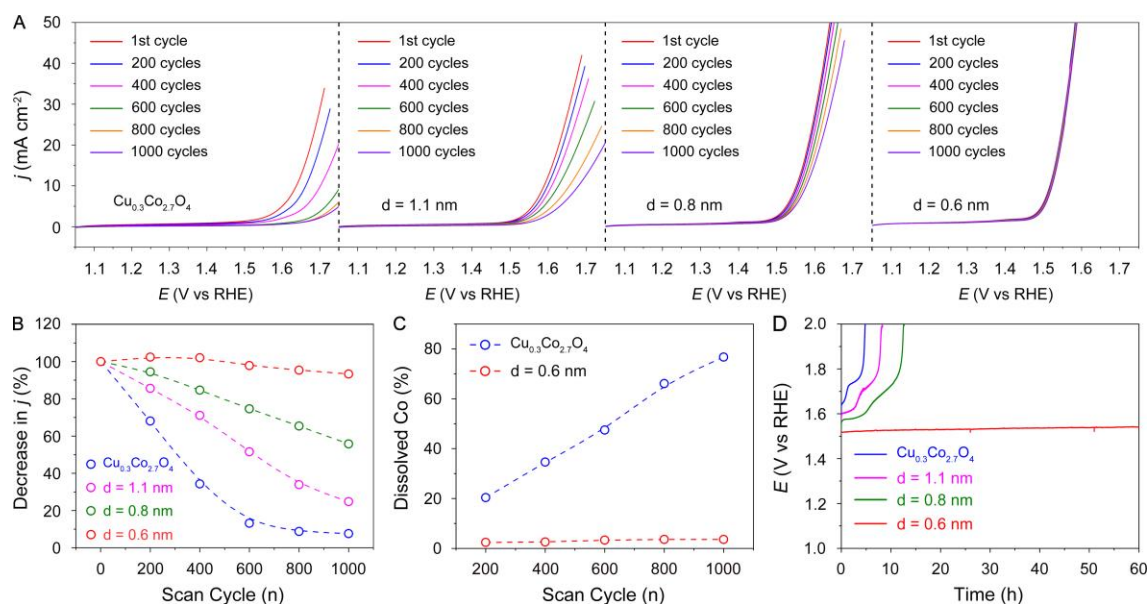 A
50
40
30
20
10
0
j (mA cm⁻²)
1st cycle
200 cycles
400 cycles
600 cycles
800 cycles
1000 cycles
Cu₀.₃Co₂.₇O₄
1.1 1.2 1.3 1.4 1.5 1.6 1.7
E (V vs RHE)
1st cycle
200 cycles
400 cycles
600 cycles
800 cycles
1000 cycles
d = 1.1 nm
1.1 1.2 1.3 1.4 1.5 1.6 1.7
E (V vs RHE)
1st cycle
200 cycles
400 cycles
600 cycles
800 cycles
1000 cycles
d = 0.8 nm
1.1 1.2 1.3 1.4 1.5 1.6 1.7
E (V vs RHE)
1st cycle
200 cycles
400 cycles
600 cycles
800 cycles
1000 cycles
d = 0.6 nm
1.1 1.2 1.3 1.4 1.5 1.6 1.7
E (V vs RHE)
B
120
100
80
60
40
20
0
Decrease in j (%)
Cu₀.₃Co₂.₇O₄
d = 1.1 nm
d = 0.8 nm
d = 0.6 nm
0 200 400 600 800 1000
Scan Cycle (n)
C
80
60
40
20
0
Dissolved Co (%)
Cu₀.₃Co₂.₇O₄
d = 0.6 nm
200 400 600 800 1000
Scan Cycle (n)
D
2.0
1.8
1.6
1.4
1.2
1.0
E (V vs RHE)
Cu₀.₃Co₂.₇O₄
d = 1.1 nm
d = 0.8 nm
d = 0.6 nm
0 10 20 30 40 50 60
Time (h)